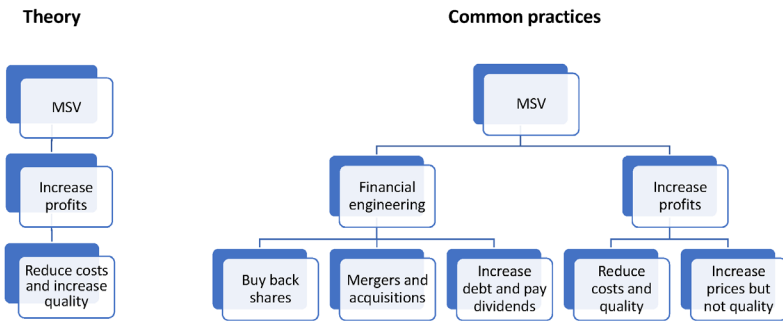 Theory
Common practices
MSV
Increase
profits
Reduce costs
and increase
quality
MSV
Financial
engineering
Increase
profits
Buy back
shares
Mergers and
acquisitions
Increase
debt and pay
dividends
Reduce
costs and
quality
Increase
prices but
not quality